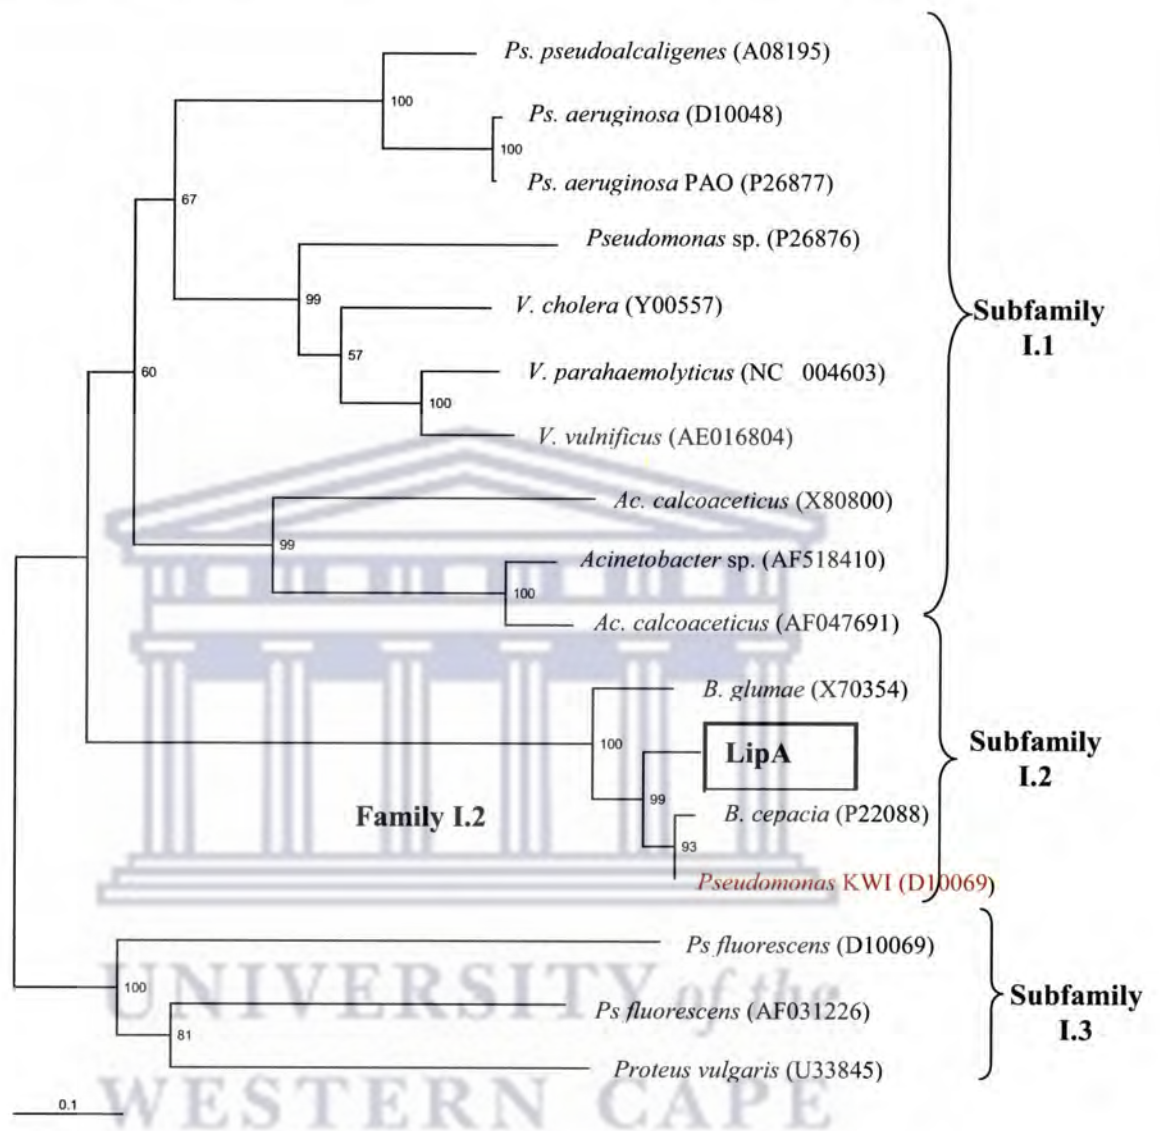 Ps. pseudoalcaligenes (A08195)
100
Ps. aeruginosa (D10048)
100
Ps. aeruginosa PAO (P26877)
67
Pseudomonas sp. (P26876)
99
V. cholera (Y00557)
Subfamily
I.1
57
V. parahaemolyticus (NC 004603)
60
100
V. vulnificus (AE016804)
Ac. calcoaceticus (X80800)
99
Acinetobacter sp. (AF518410)
100
Ac. calcoaceticus (AF047691)
B. glumae (X70354)
100
LipA
Subfamily
I.2
99
Family I.2
B. cepacia (P22088)
93
Pseudomonas KWI (D10069)
Ps fluorescens (D10069)
100
Ps fluorescens (AF031226)
Subfamily
I.3
81
Proteus vulgaris (U33845)
0.1
UNIVERSITY of the
WESTERN CAPE